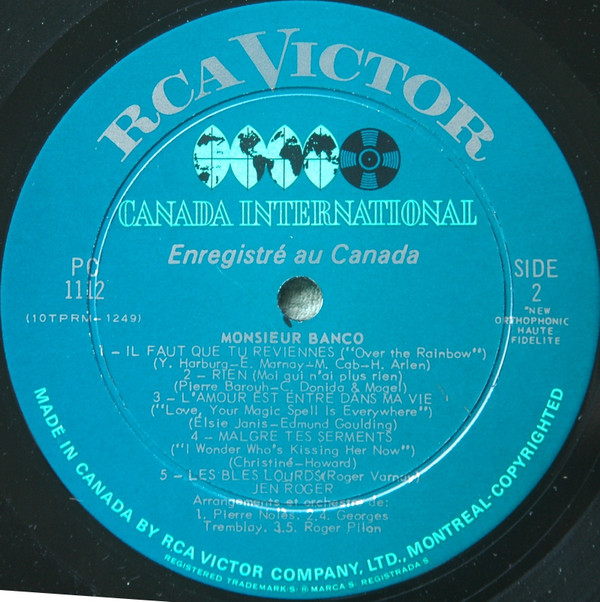 RCA VICTOR
CANADA INTERNATIONAL
Enregistré au Canada
PC
1112
(10TPRM-1249)
SIDE
2
"NEW
ORTHOPHONIC
HAUTE
FIDELITE
MONSIEUR BANCO
1 – IL FAUT QUE TU REVIENNES ("Over the Rainbow")
(Y. Harburg–E. Marnay–M. Cab–H. Arlen)
2 – RIEN (Moi qui n'ai plus rien)
(Pierre Barouh–C. Donida & Mogel)
3 – L'AMOUR EST ENTRE DANS MA VIE
("Love, Your Magic Spell Is Everywhere")
(Elsie Janis–Edmund Goulding)
4 – MALGRE TES SERMENTS
("I Wonder Who's Kissing Her Now")
(Christiné–Howard)
5 – LES BLES LOURDS(Roger Varnay)
JEN ROGER
Arrangements et orchestre de:
1. Pierre Noles, 2.4. Georges
Tremblay. 3.5. Roger Pilon
MADE IN CANADA BY RCA VICTOR COMPANY, LTD., MONTREAL-COPYRIGHTED
REGISTERED TRADEMARK·S·® MARCA S REGISTRADA S